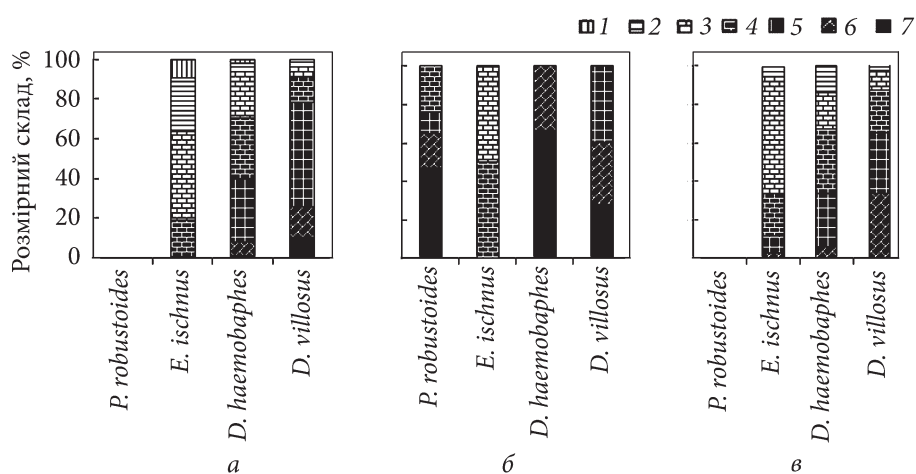 1 2 3 4 5 6 7
Розмірний склад, %
100
80
60
40
20
0
P. robustoides
E. ischnus
D. haemobaphes
D. villosus
P. robustoides
E. ischnus
D. haemobaphes
D. villosus
P. robustoides
E. ischnus
D. haemobaphes
D. villosus
а б в